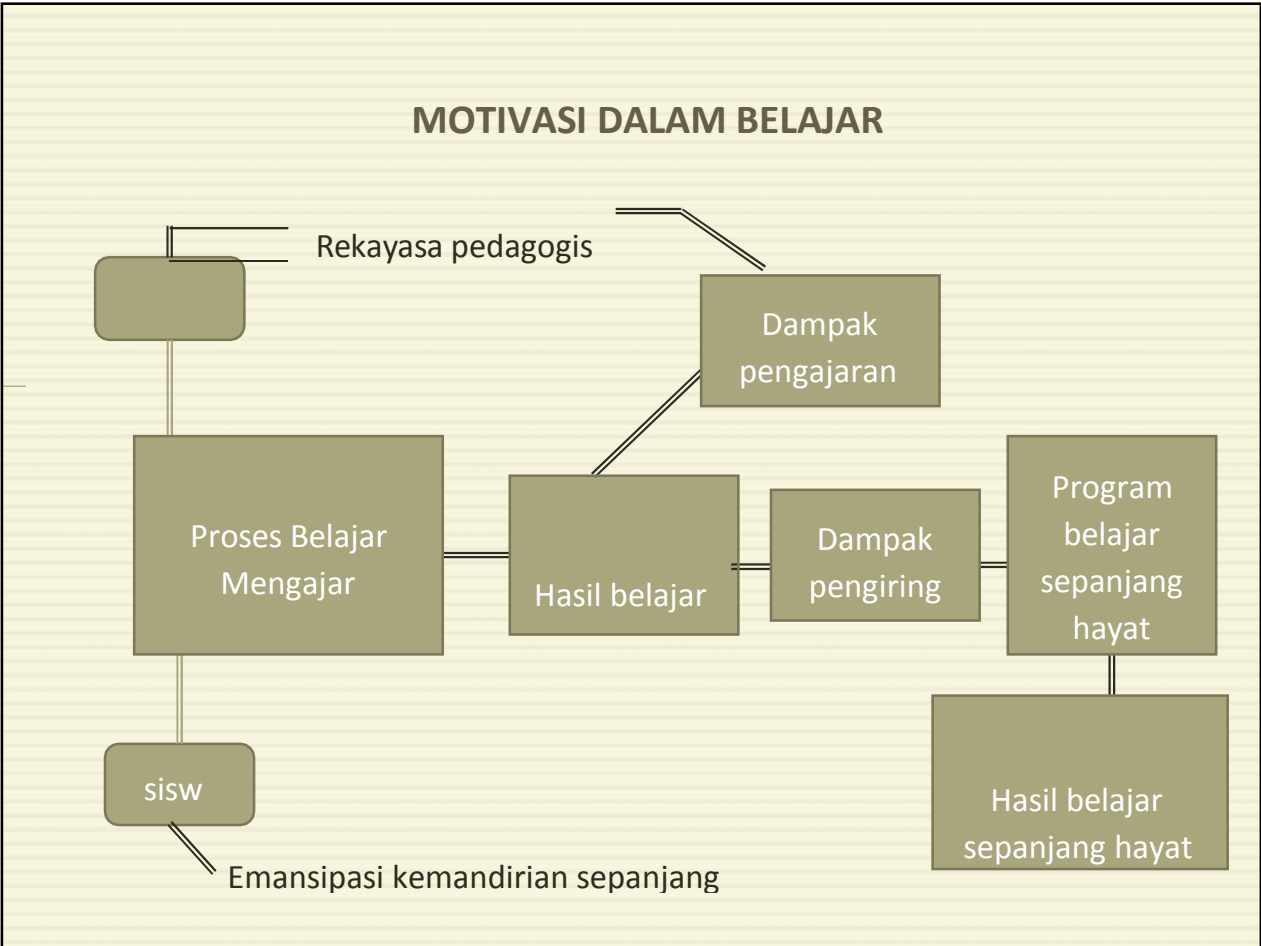 MOTIVASI DALAM BELAJAR
Rekayasa pedagogis
Dampak
pengajaran
Proses Belajar
Mengajar
Hasil belajar
Dampak
pengiring
Program
belajar
sepanjang
hayat
sisw
Hasil belajar
sepanjang hayat
Emansipasi kemandirian sepanjang